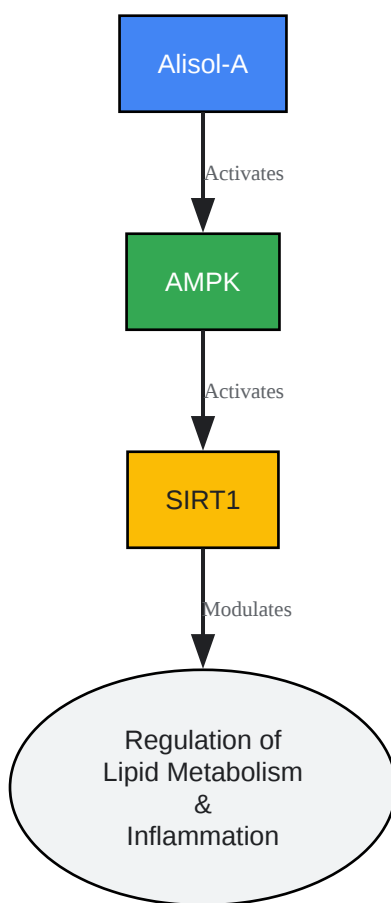 Alisol-A
Activates
AMPK
Activates
SIRT1
Modulates
Regulation of
Lipid Metabolism
&
Inflammation